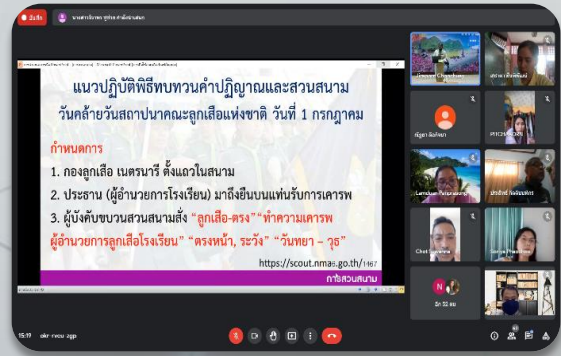 บันทึก
แนวปฏิบัติพิธีทบทวนคำปฏิญาณและสวนสนาม
วันคล้ายวันสถาปนาคณะลูกเสือแห่งชาติ วันที่ 1 กรกฎาคม
กำหนดการ
1. กองลูกเสือ เนตรนารี ตั้งแถวในสนาม
2. ประธาน (ผู้อำนวยการโรงเรียน) มาถึงยืนบนแท่นรับการเคารพ
3. ผู้บังคับขบวนสวนสนามสั่ง “ลูกเสือ-ตรง” “ทำความเคารพ
ผู้อำนวยการลูกเสือโรงเรียน” “ตรงหน้า, ระวัง” “วันทยา – วุธ”
https://scout.nma6.go.th/1467
การสวนสนาม
Lamduan
N
อีก 52 คน
15:19